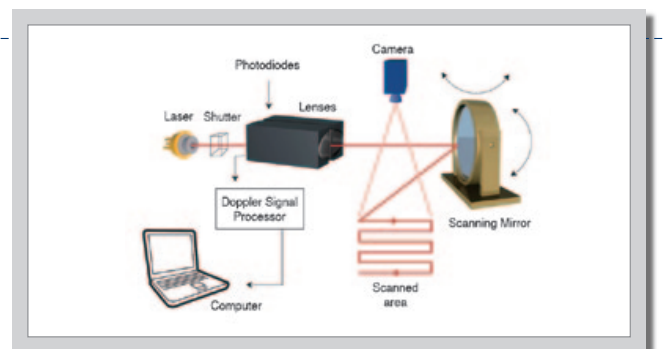 Camera
Photodiodes
Lenses
Laser Shutter
Doppler Signal
Processor
Scanning Mirror
Scanned
area
Computer